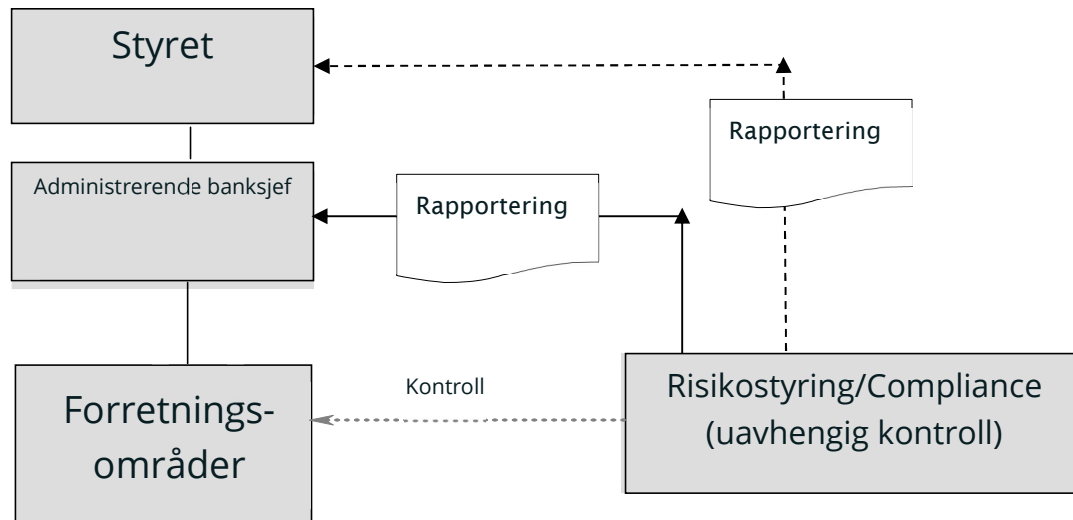 Styret
Rapportering
Administrerende banksjef
Rapportering
Kontroll
Forretnings-
områder
Risikostyring/Compliance
(uavhengig kontroll)